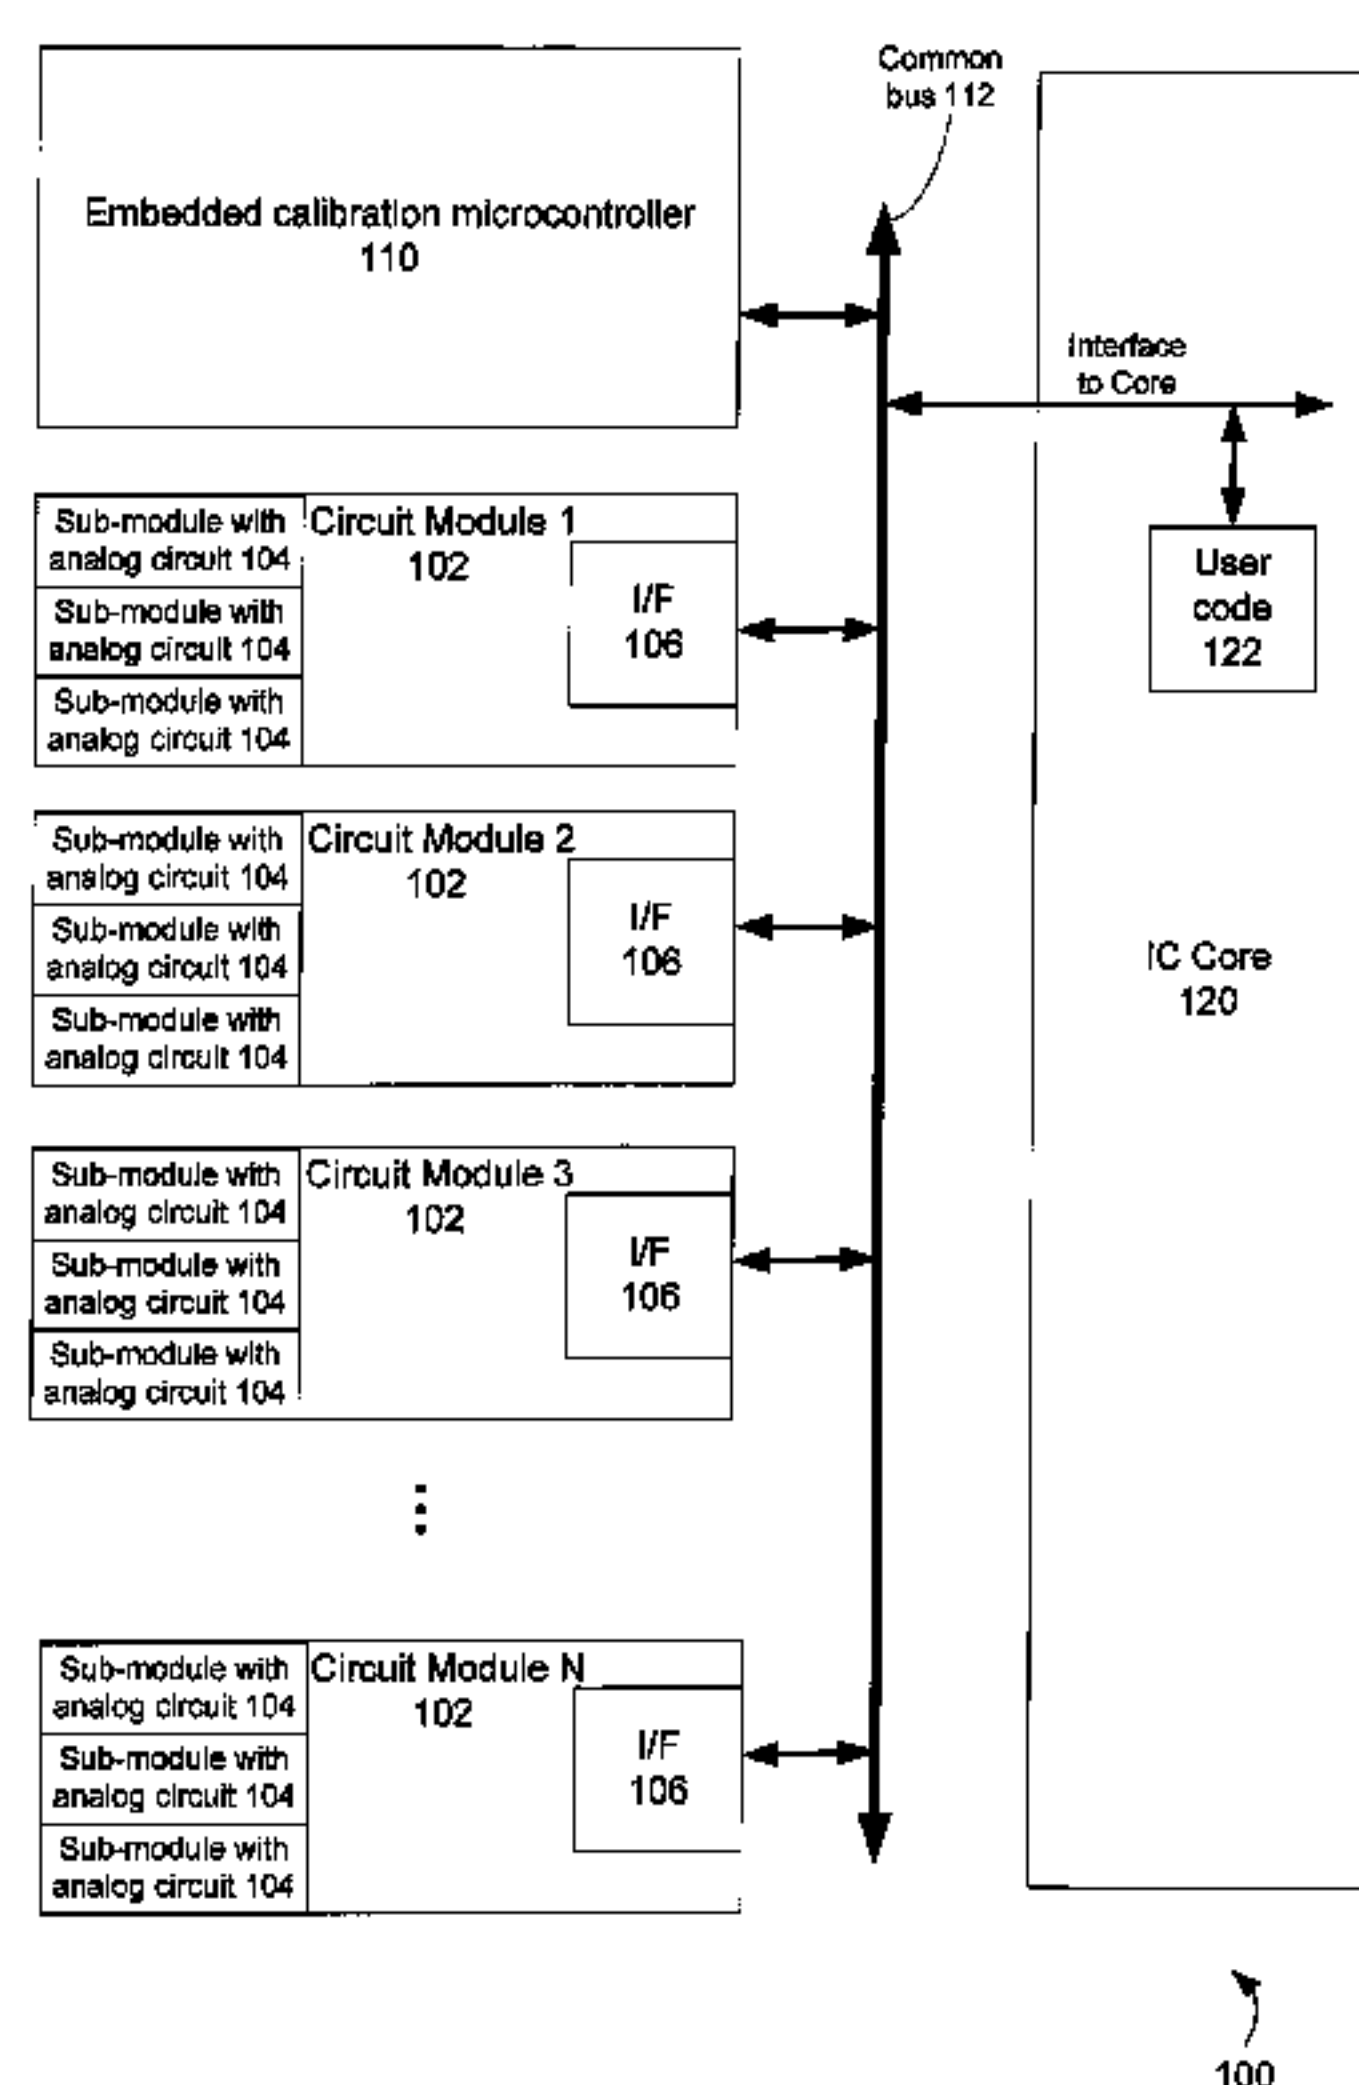 Common
bus 112
Embedded calibration microcontroller
110
Interface
to Core
Sub-module with
analog circuit 104
Sub-module with
analog circuit 104
Sub-module with
analog circuit 104
Circuit Module 1
102
I/F
106
User
code
122
Sub-module with
analog circuit 104
Sub-module with
analog circuit 104
Sub-module with
analog circuit 104
Circuit Module 2
102
I/F
106
IC Core
120
Sub-module with
analog circuit 104
Sub-module with
analog circuit 104
Sub-module with
analog circuit 104
Circuit Module 3
102
I/F
106
Sub-module with
analog circuit 104
Sub-module with
analog circuit 104
Sub-module with
analog circuit 104
Circuit Module N
102
I/F
106
100